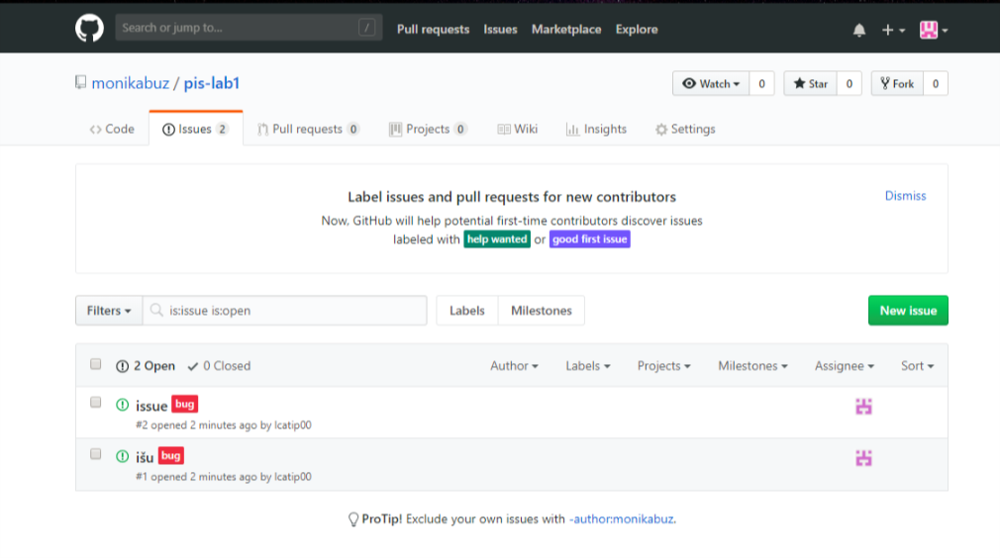 Search or jump to... / Pull requests Issues Marketplace Explore
monikabuz / pis-lab1 Watch 0 Star 0 Fork 0
Code Issues 2 Pull requests 0 Projects 0 Wiki Insights Settings
Label issues and pull requests for new contributors Dismiss
Now, GitHub will help potential first-time contributors discover issues
labeled with help wanted or good first issue
Filters is:issue is:open Labels Milestones New issue
2 Open 0 Closed Author Labels Projects Milestones Assignee Sort
issue bug
#2 opened 2 minutes ago by lcatip00
išu bug
#1 opened 2 minutes ago by lcatip00
ProTip! Exclude your own issues with -author:monikabuz.